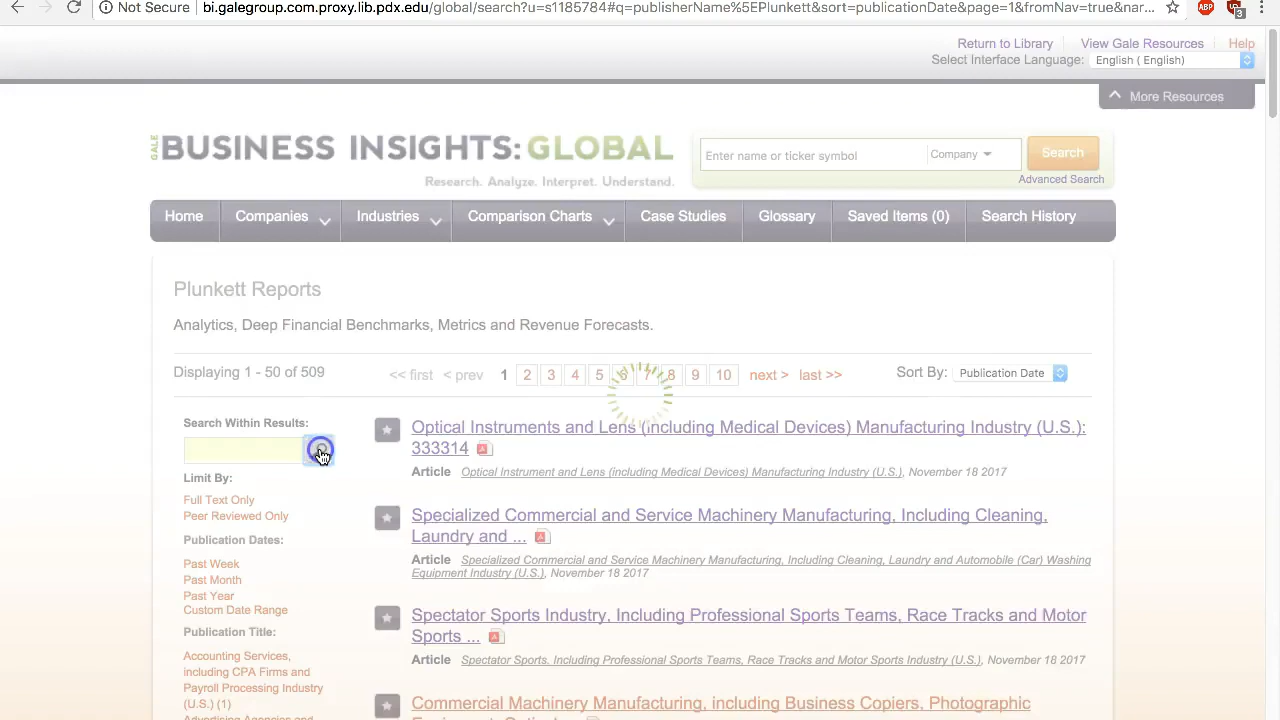 Not Secure bi.galegroup.com.proxy.lib.pdx.edu/global/search?u=s1185784#q=publisherName%5EPlunkett&sort=publicationDate&page=1&fromNav=true&nar... ABP 3
Return to Library View Gale Resources Help
Select Interface Language: English ( English)
More Resources
GALE BUSINESS INSIGHTS: GLOBAL
Research. Analyze. Interpret. Understand.
Enter name or ticker symbol Company Search
Advanced Search
Home Companies Industries Comparison Charts Case Studies Glossary Saved Items (0) Search History
Plunkett Reports
Analytics, Deep Financial Benchmarks, Metrics and Revenue Forecasts.
Displaying 1 - 50 of 509 << first < prev 1 2 3 4 5 6 7 8 9 10 next > last >> Sort By: Publication Date
Search Within Results:
Limit By:
Full Text Only
Peer Reviewed Only
Publication Dates:
Past Week
Past Month
Past Year
Custom Date Range
Publication Title:
Accounting Services,
including CPA Firms and
Payroll Processing Industry
(U.S.) (1)
Advertising Agencies and
Optical Instruments and Lens (including Medical Devices) Manufacturing Industry (U.S.):
333314
Article Optical Instrument and Lens (including Medical Devices) Manufacturing Industry (U.S.), November 18 2017
Specialized Commercial and Service Machinery Manufacturing, Including Cleaning,
Laundry and ...
Article Specialized Commercial and Service Machinery Manufacturing, Including Cleaning, Laundry and Automobile (Car) Washing
Equipment Industry (U.S.), November 18 2017
Spectator Sports Industry, Including Professional Sports Teams, Race Tracks and Motor
Sports ...
Article Spectator Sports, Including Professional Sports Teams, Race Tracks and Motor Sports Industry (U.S.), November 18 2017
Commercial Machinery Manufacturing, including Business Copiers, Photographic